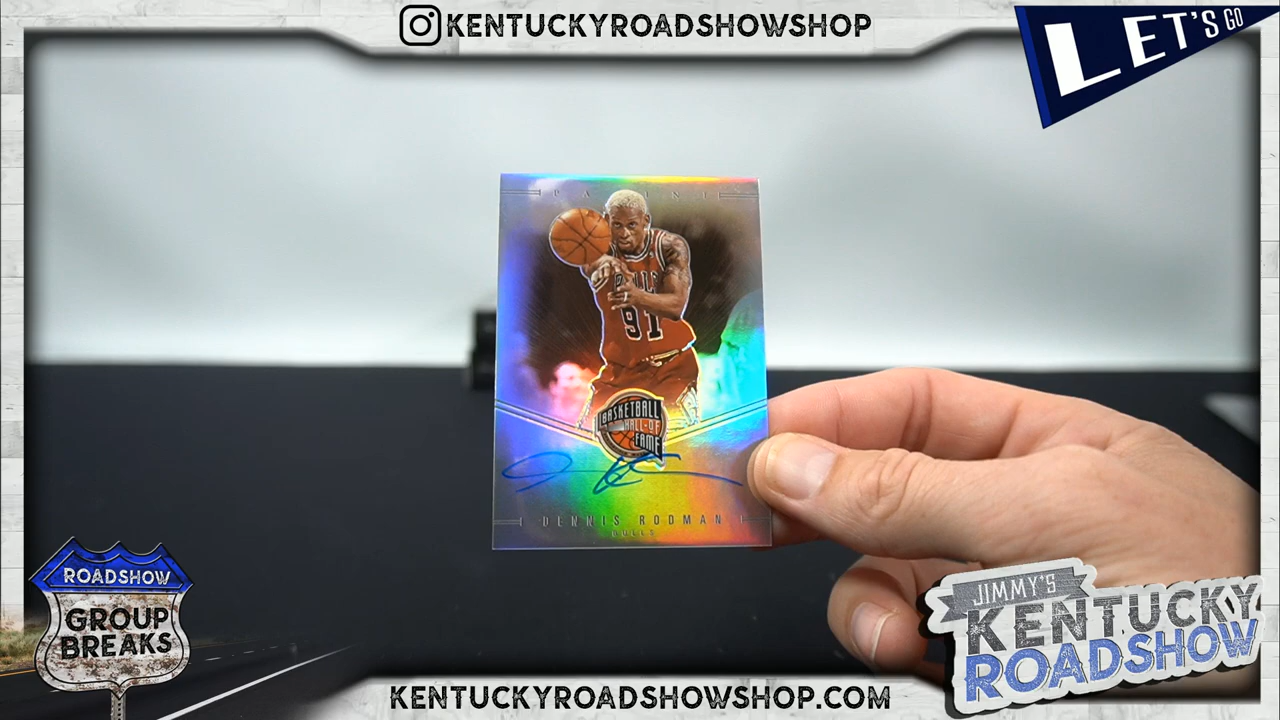 KENTUCKYROADSHOWSHOP
LET'S GO
PANINI
BULLS
91
BASKETBALL
HALL-OF
FAME
DENNIS RODMAN
BULLS
ROADSHOW
GROUP
BREAKS
JIMMY'S
KENTUCKY
ROADSHOW
KENTUCKYROADSHOWSHOP.COM